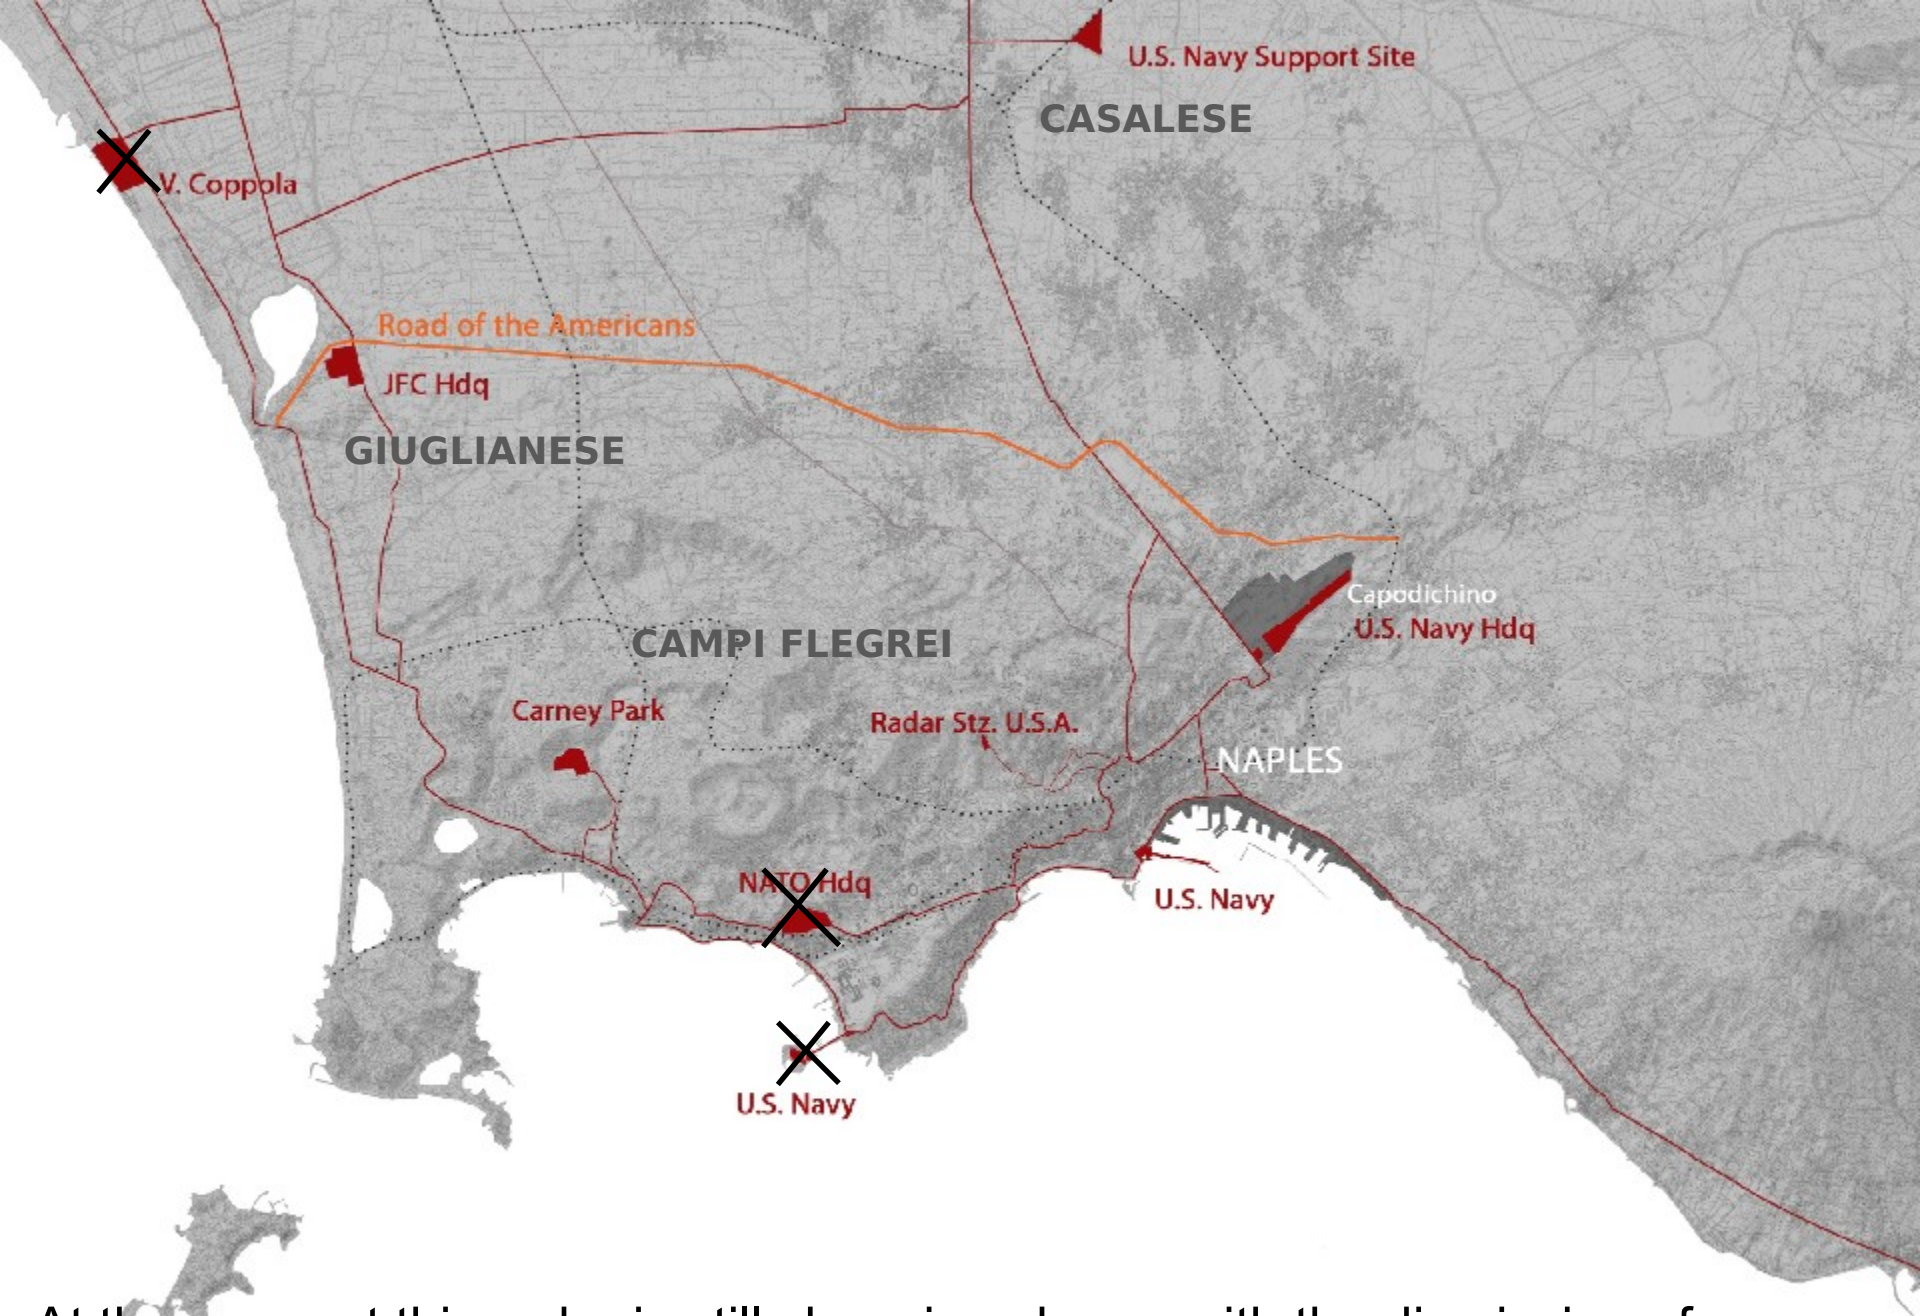 U.S. Navy Support Site
CASALESE
V. Coppola
Road of the Americans
JFC Hdq
GIUGLIANESE
Capodichino
U.S. Navy Hdq
CAMPI FLEGREI
Carney Park
Radar Stz. U.S.A.
NAPLES
NATO Hdq
U.S. Navy
U.S. Navy